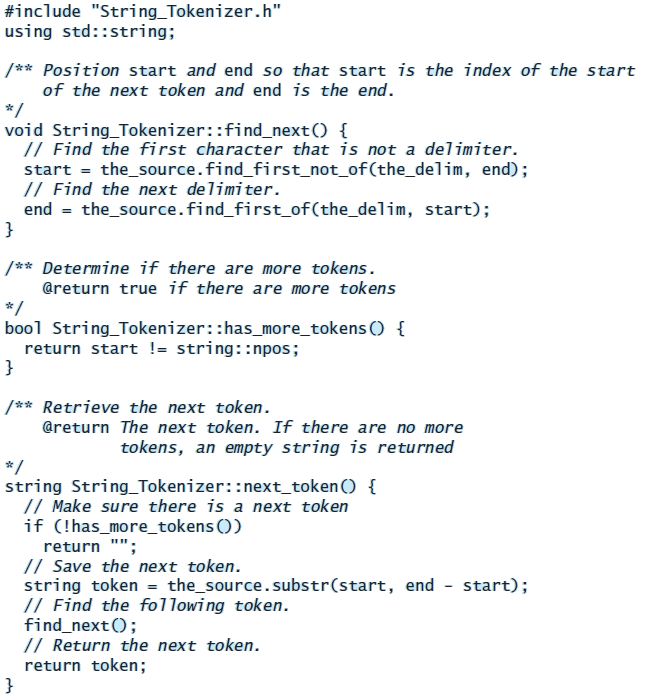 #include "String_Tokenizer.h"
using std::string;
/** Position start and end so that start is the index of the start
of the next token and end is the end.
*/
void String_Tokenizer::find_next() {
// Find the first character that is not a delimiter.
start = the_source.find_first_not_of(the_delim, end);
// Find the next delimiter.
end = the_source.find_first_of(the_delim, start);
}
/** Determine if there are more tokens.
@return true if there are more tokens
*/
bool String_Tokenizer::has_more_tokens() {
return start != string::npos;
}
/** Retrieve the next token.
@return The next token. If there are no more
tokens, an empty string is returned
*/
string String_Tokenizer::next_token() {
// Make sure there is a next token
if (!has_more_tokens())
return "";
// Save the next token.
string token = the_source.substr(start, end - start);
// Find the following token.
find_next();
// Return the next token.
return token;
}